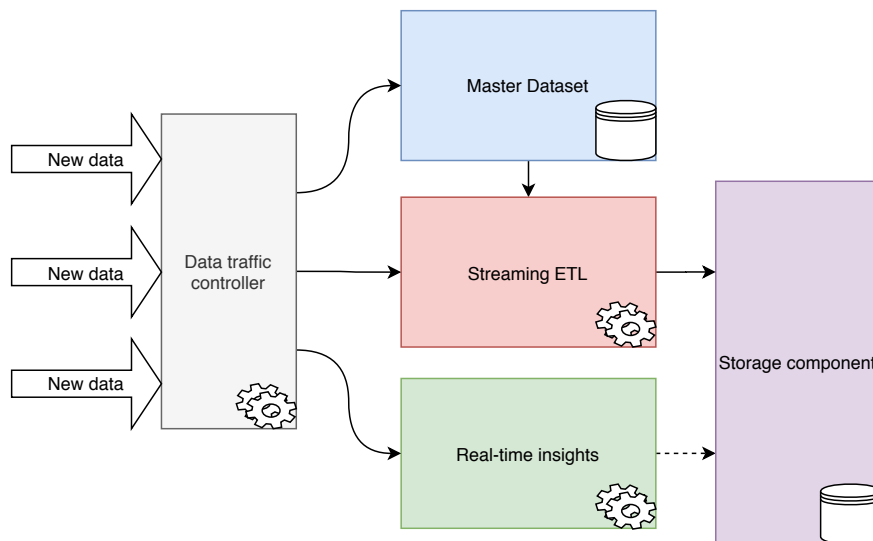 Master Dataset
New data
New data
New data
Data traffic
controller
Streaming ETL
Real-time insights
Storage component